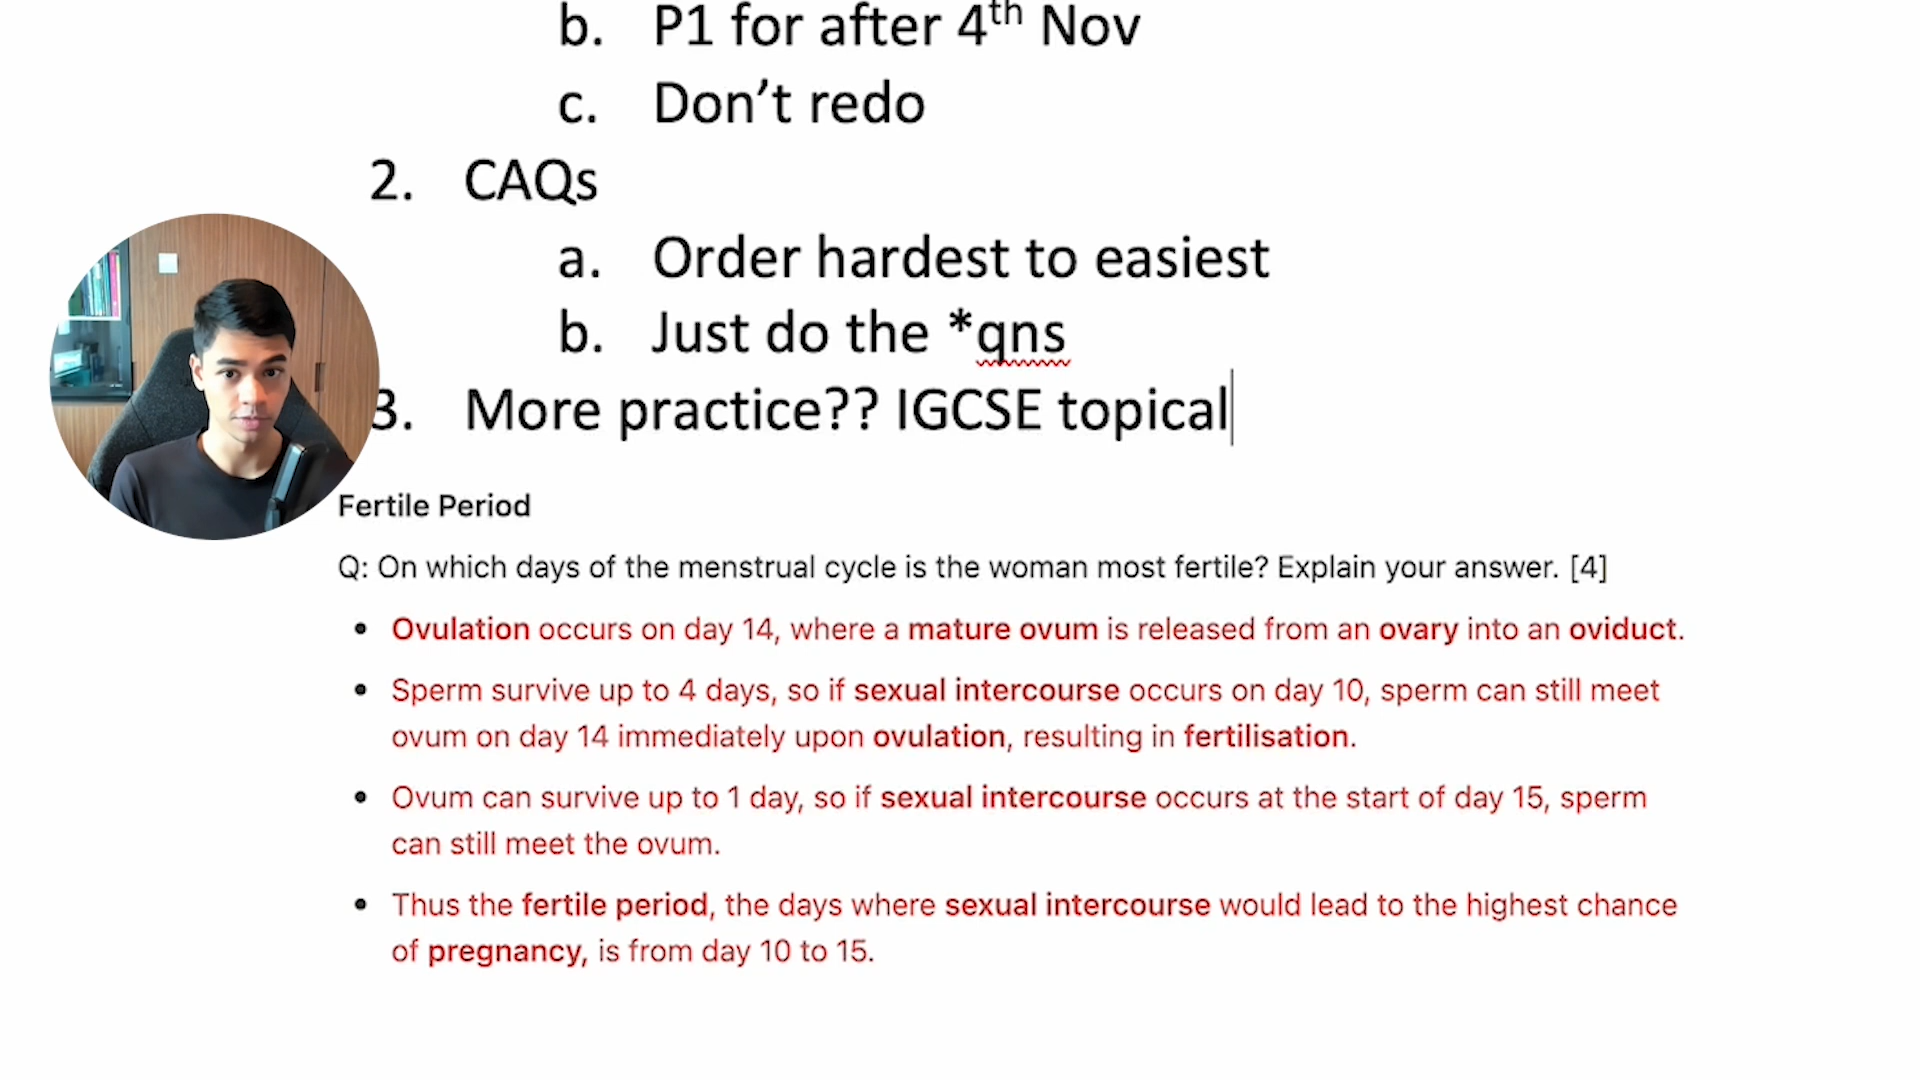 b. P1 for after 4th Nov
c. Don’t redo
2. CAQs
a. Order hardest to easiest
b. Just do the *qns
3. More practice?? IGCSE topical
Fertile Period
Q: On which days of the menstrual cycle is the woman most fertile? Explain your answer. [4]
• Ovulation occurs on day 14, where a mature ovum is released from an ovary into an oviduct.
• Sperm survive up to 4 days, so if sexual intercourse occurs on day 10, sperm can still meet
ovum on day 14 immediately upon ovulation, resulting in fertilisation.
• Ovum can survive up to 1 day, so if sexual intercourse occurs at the start of day 15, sperm
can still meet the ovum.
• Thus the fertile period, the days where sexual intercourse would lead to the highest chance
of pregnancy, is from day 10 to 15.